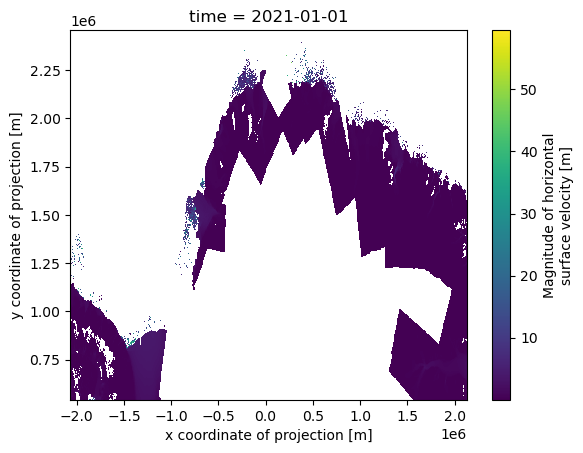 time = 2021-01-01
1e6
2.25
2.00
1.75
1.50
1.25
1.00
0.75
y coordinate of projection [m]
−2.0 −1.5 −1.0 −0.5 0.0 0.5 1.0 1.5 2.0
x coordinate of projection [m]
1e6
50
40
30
20
10
Magnitude of horizontal
surface velocity [m]